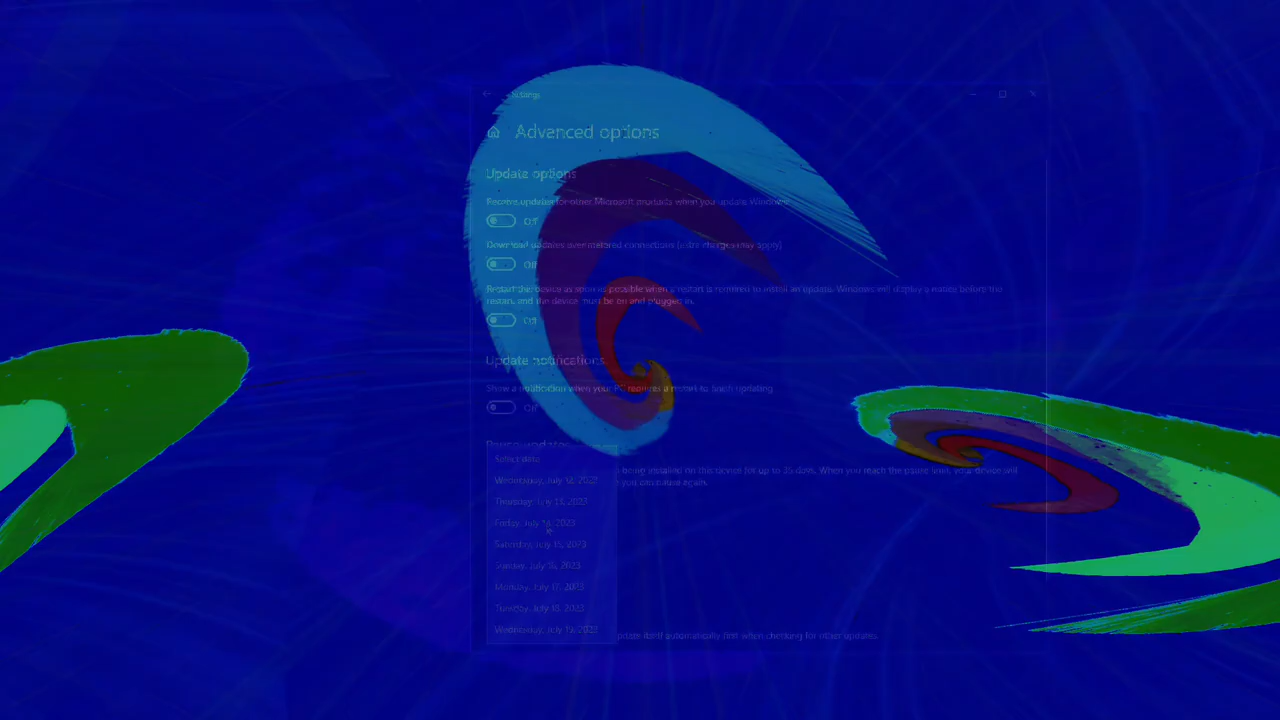 Settings
Advanced options
Update options
Receive updates for other Microsoft products when you update Windows
Off
Download updates over metered connections (extra charges may apply)
Off
Restart this device as soon as possible when a restart is required to install an update. Windows will display a notice before the
restart, and the device must be on and plugged in.
Off
Update notifications
Show a notification when your PC requires a restart to finish updating
Off
Select date
being installed on this device for up to 35 days. When you reach the pause limit, your device will
you can pause again.
Wednesday, July 12, 2023
Thursday, July 13, 2023
Friday, July 14, 2023
Saturday, July 15, 2023
Sunday, July 16, 2023
Monday, July 17, 2023
Tuesday, July 18, 2023
Wednesday, July 19, 2023
pdate itself automatically first when checking for other updates